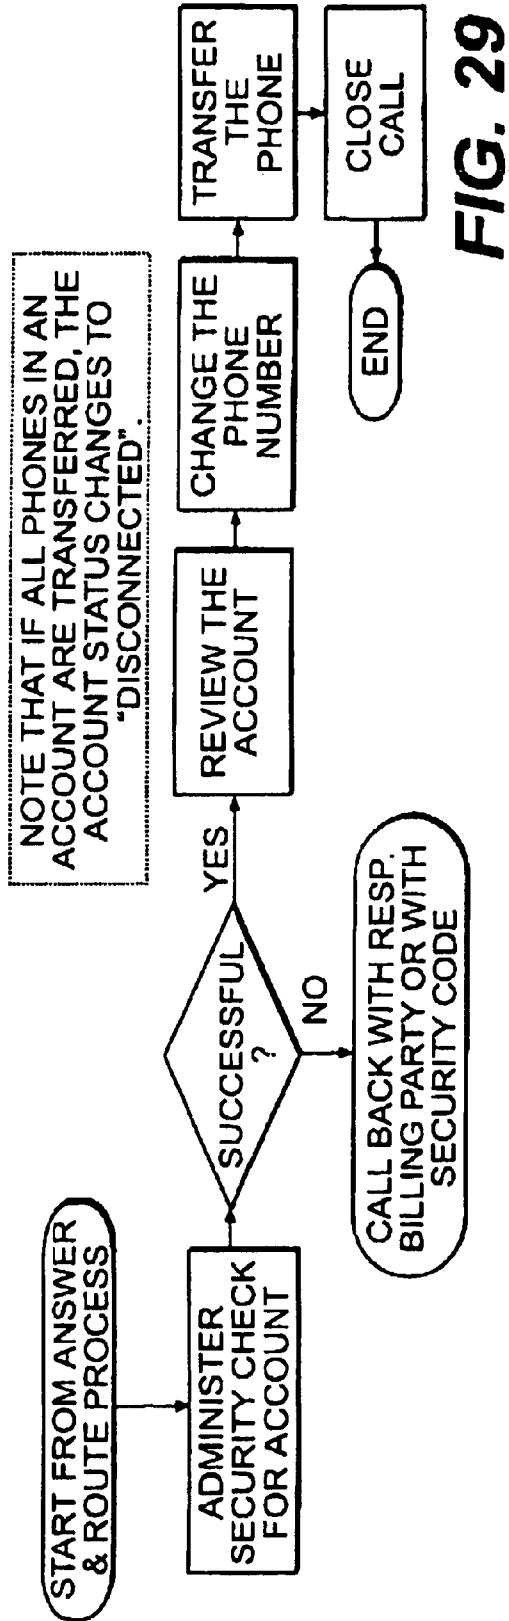 START FROM ANSWER
& ROUTE PROCESS
ADMINISTER
SECURITY CHECK
FOR ACCOUNT
SUCCESSFUL
?
YES
NO
CALL BACK WITH RESP.
BILLING PARTY OR WITH
SECURITY CODE
REVIEW THE
ACCOUNT
NOTE THAT IF ALL PHONES IN AN
ACCOUNT ARE TRANSFERRED, THE
ACCOUNT STATUS CHANGES TO
"DISCONNECTED".
CHANGE THE
PHONE
NUMBER
TRANSFER
THE
PHONE
CLOSE
CALL
END
FIG. 29